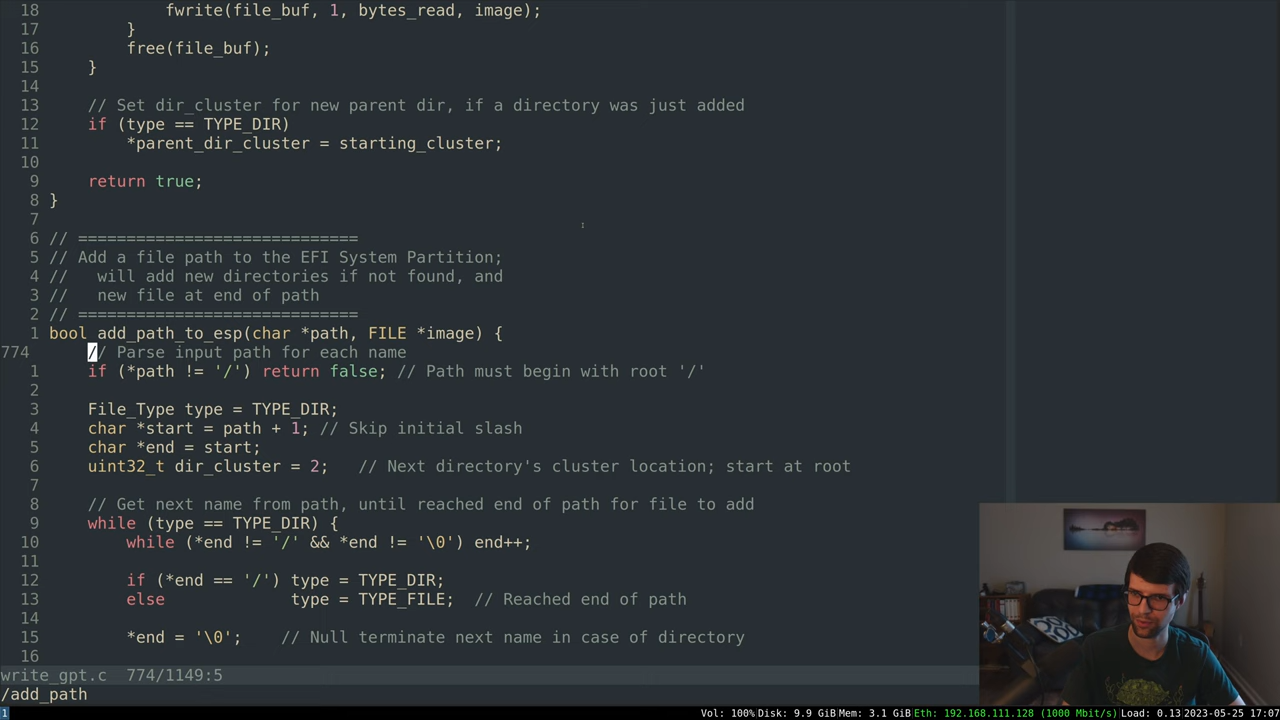 18             fwrite(file_buf, 1, bytes_read, image);
17         }
16         free(file_buf);
15     }
14
13     // Set dir_cluster for new parent dir, if a directory was just added
12     if (type == TYPE_DIR)
11         *parent_dir_cluster = starting_cluster;
10
9     return true;
8 }
7
6 // =============================
5 // Add a file path to the EFI System Partition;
4 //   will add new directories if not found, and
3 //   new file at end of path
2 // =============================
1 bool add_path_to_esp(char *path, FILE *image) {
774     // Parse input path for each name
1     if (*path != '/') return false; // Path must begin with root '/'
2
3     File_Type type = TYPE_DIR;
4     char *start = path + 1; // Skip initial slash
5     char *end = start;
6     uint32_t dir_cluster = 2;   // Next directory's cluster location; start at root
7
8     // Get next name from path, until reached end of path for file to add
9     while (type == TYPE_DIR) {
10         while (*end != '/' && *end != '\0') end++;
11
12         if (*end == '/') type = TYPE_DIR;
13         else             type = TYPE_FILE;  // Reached end of path
14
15         *end = '\0';    // Null terminate next name in case of directory
16
write_gpt.c  774/1149:5
/add_path
1 Vol: 100% Disk: 9.9 GiB Mem: 3.1 GiB Eth: 192.168.111.128 (1000 Mbit/s) Load: 0.13 2023-05-25 17:07